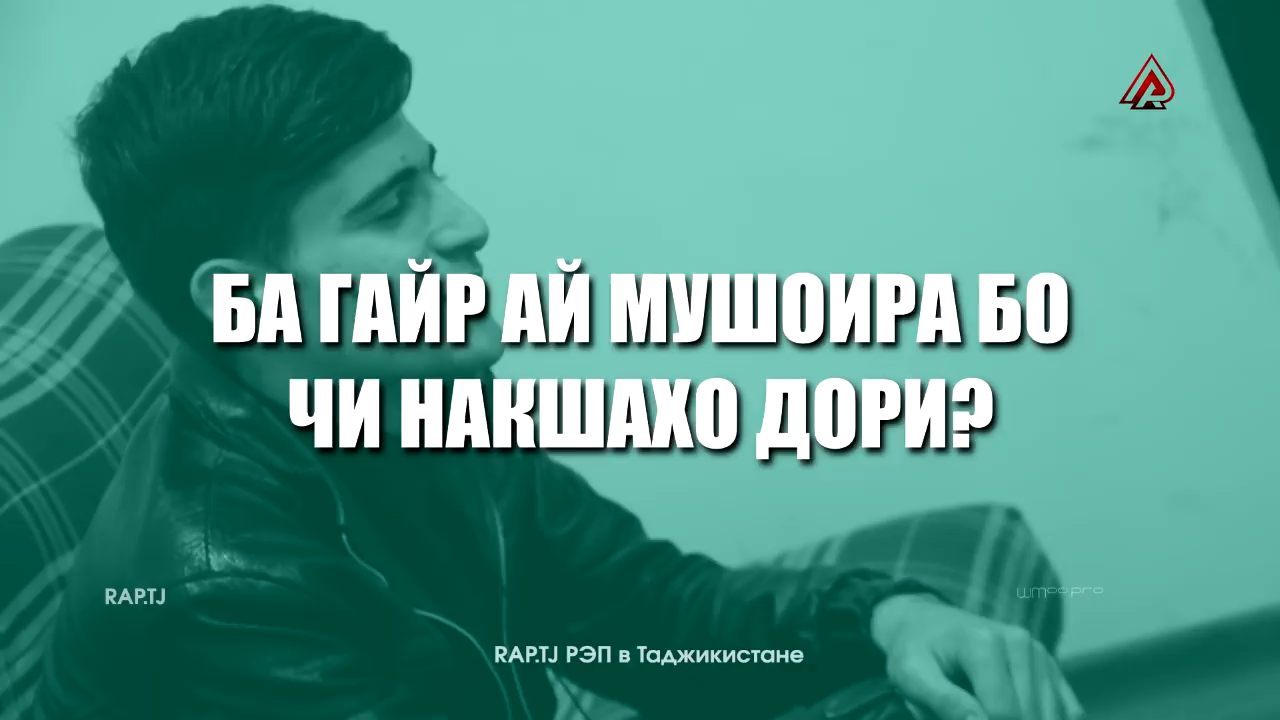 БА ГАЙР АЙ МУШОИРА БО
ЧИ НАКШАХО ДОРИ?
RAP.TJ
RAP.TJ РЭП в Таджикистане